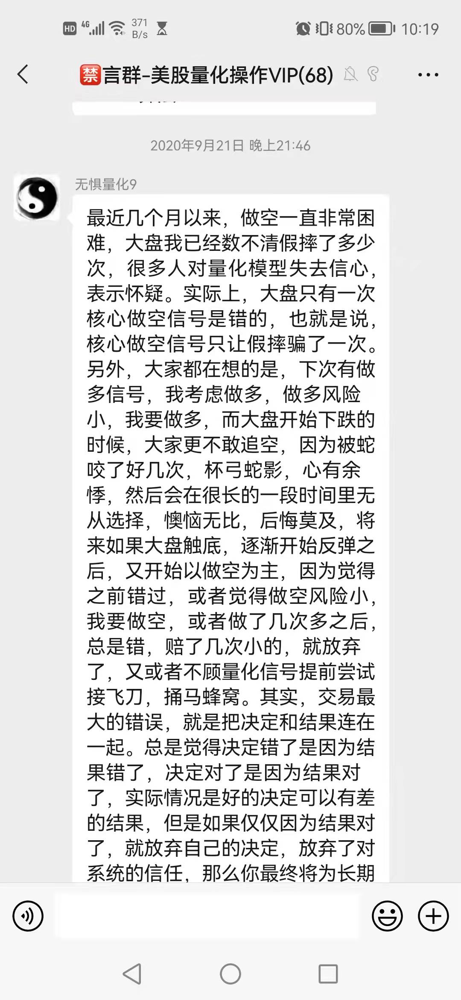 HD 4G 371 B/s 80% 10:19
禁言群-美股量化操作VIP(68)
2020年9月21日 晚上21:46
无惧量化9
最近几个月以来，做空一直非常困
难，大盘我已经数不清假摔了多少
次，很多人对量化模型失去信心，
表示怀疑。实际上，大盘只有一次
核心做空信号是错的，也就是说，
核心做空信号只让假摔骗了一次。
另外，大家都在想的是，下次有做
多信号，我考虑做多，做多风险
小，我要做多，而大盘开始下跌的
时候，大家更不敢追空，因为被蛇
咬了好几次，杯弓蛇影，心有余
悸，然后会在很长的一段时间里无
从选择，懊恼无比，后悔莫及，将
来如果大盘触底，逐渐开始反弹之
后，又开始以做空为主，因为觉得
之前错过，或者觉得做空风险小，
我要做空，或者做了几次多之后，
总是错，赔了几次小的，就放弃
了，又或者不顾量化信号提前尝试
接飞刀，捅马蜂窝。其实，交易最
大的错误，就是把决定和结果连在
一起。总是觉得决定错了是因为结
果错了，决定对了是因为结果对
了，实际情况是好的决定可以有差
的结果，但是如果仅仅因为结果对
了，就放弃自己的决定，放弃了对
系统的信任，那么你最终将为长期